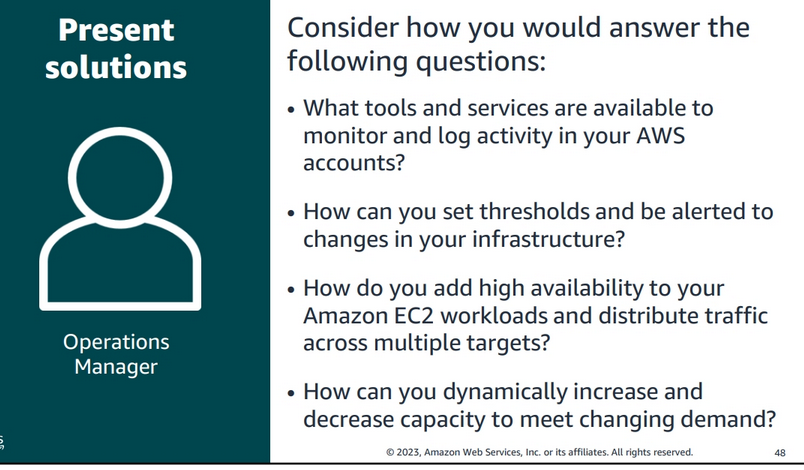 Present
solutions
Operations
Manager
Consider how you would answer the
following questions:
• What tools and services are available to
monitor and log activity in your AWS
accounts?
• How can you set thresholds and be alerted to
changes in your infrastructure?
• How do you add high availability to your
Amazon EC2 workloads and distribute traffic
across multiple targets?
• How can you dynamically increase and
decrease capacity to meet changing demand?
© 2023, Amazon Web Services, Inc. or its affiliates. All rights reserved.
48